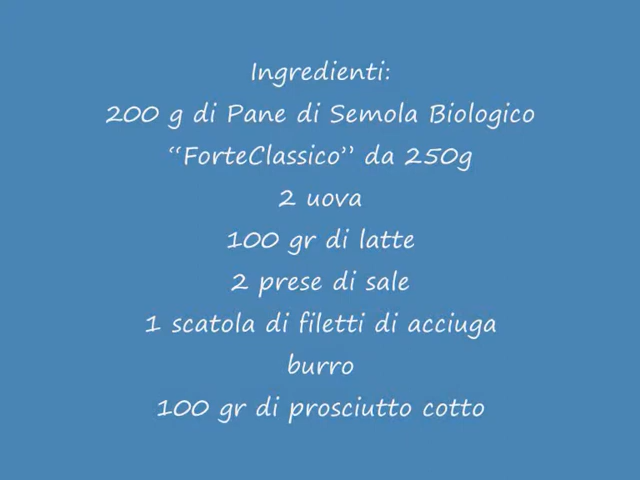 Ingredienti:
200 g di Pane di Semola Biologico
“ForteClassico” da 250g
2 uova
100 gr di latte
2 prese di sale
1 scatola di filetti di acciuga
burro
100 gr di prosciutto cotto